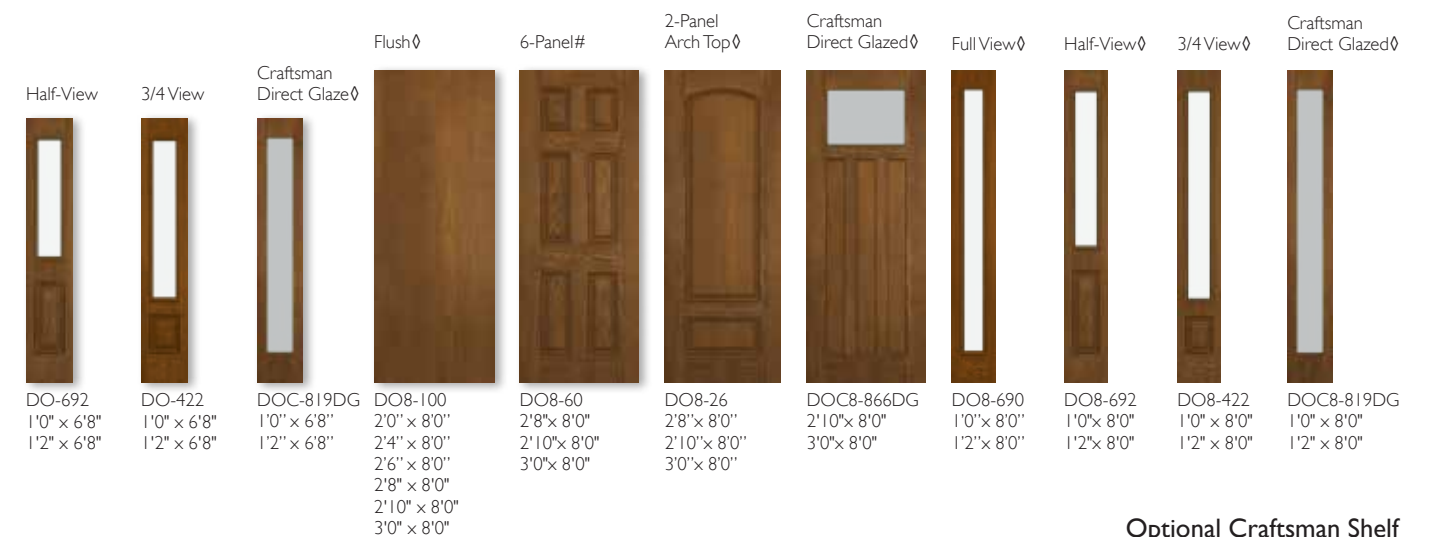 Half-View
DO-692
1'0" × 6'8"
1'2" × 6'8"
3/4 View
DO-422
1'0" × 6'8"
1'2" × 6'8"
Craftsman
Direct Glaze◊
DOC-819DG
1'0'' × 6'8''
1'2'' × 6'8''
Flush◊
DO8-100
2'0'' × 8'0''
2'4'' × 8'0''
2'6'' × 8'0''
2'8" × 8'0"
2'10" × 8'0"
3'0" × 8'0"
6-Panel#
DO8-60
2'8"× 8'0"
2'10"× 8'0"
3'0"× 8'0"
2-Panel
Arch Top◊
DO8-26
2'8''× 8'0''
2'10''× 8'0''
3'0''× 8'0''
Craftsman
Direct Glazed◊
DOC8-866DG
2'10"× 8'0"
3'0"× 8'0"
Full View◊
DO8-690
1'0''× 8'0''
1'2''× 8'0''
Half-View◊
DO8-692
1'0"× 8'0"
1'2"× 8'0"
3/4 View◊
DO8-422
1'0" × 8'0"
1'2" × 8'0"
Craftsman
Direct Glazed◊
DOC8-819DG
1'0" × 8'0"
1'2" × 8'0"
Optional Craftsman Shelf